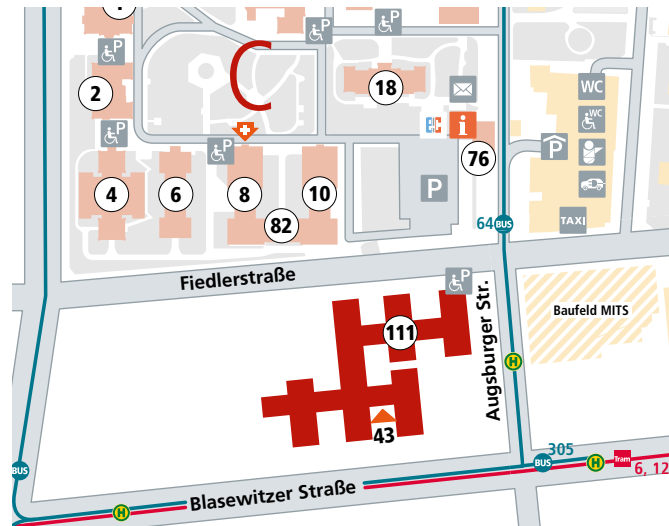 P
P
P
C
2
18
WC
WC
EC
i
P
P
76
P
P
4
6
8
10
82
TAXI
64 BUS
Fiedlerstraße
P
Augsburger Str.
Baufeld MITS
111
H
43
305
BUS
BUS
H
Tram
6, 12
Blasewitzer Straße
H